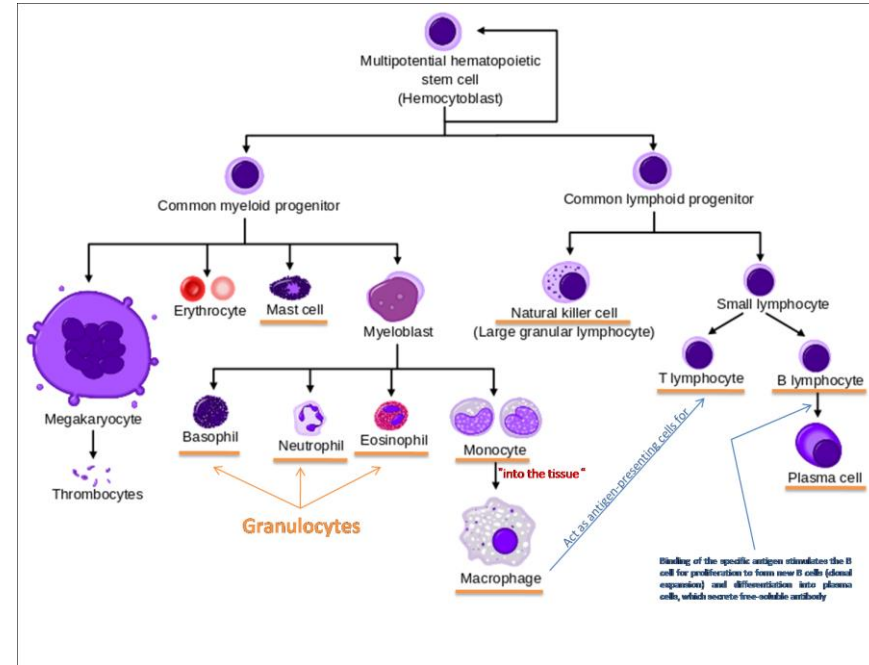 Multipotential hematopoietic
stem cell
(Hemocytoblast)
Common myeloid progenitor
Common lymphoid progenitor
Erythrocyte
Mast cell
Myeloblast
Natural killer cell
(Large granular lymphocyte)
Small lymphocyte
T lymphocyte
B lymphocyte
Megakaryocyte
Basophil
Neutrophil
Eosinophil
Monocyte
Plasma cell
"into the tissue "
Thrombocytes
Granulocytes
Act as antigen-presenting cells for
Macrophage
Binding of the specific antigen stimulates the B
cell for proliferation to form new B cells (clonal
expansion) and differentiation into plasma
cells, which secrete free-soluble antibody